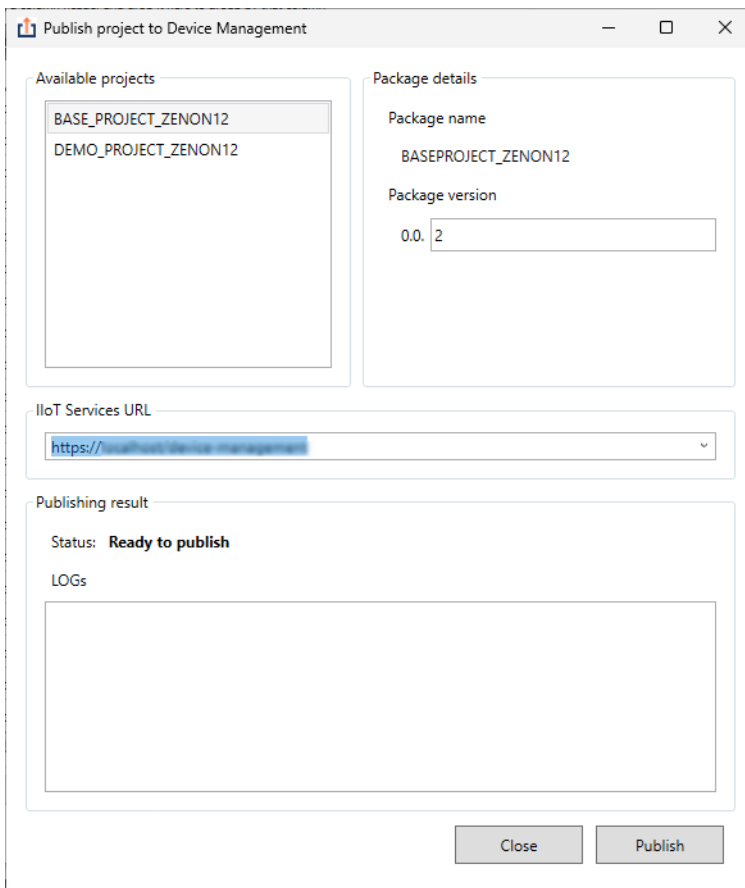 Publish project to Device Management
Available projects
BASE_PROJECT_ZENON12
DEMO_PROJECT_ZENON12
Package details
Package name
BASEPROJECT_ZENON12
Package version
0.0. 2
IIoT Services URL
https://
Publishing result
Status: Ready to publish
LOGs
Close
Publish